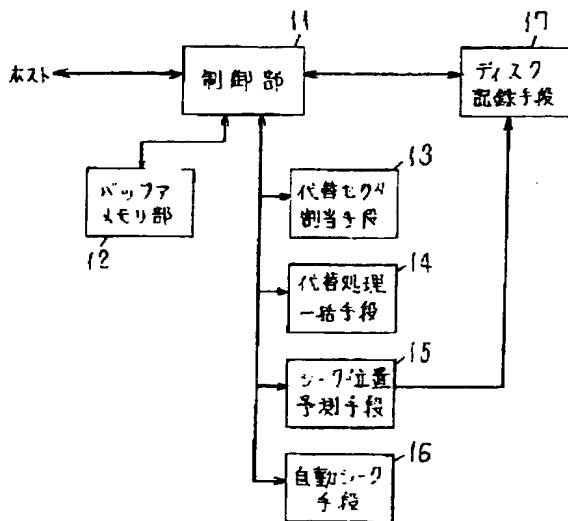 11
17
ホスト
制御部
ディスク
記録手段
バッファ
メモリ部
12
13
代替セクタ
割当手段
14
代替処理
一括手段
15
シーク位置
予測手段
16
自動シーク
手段